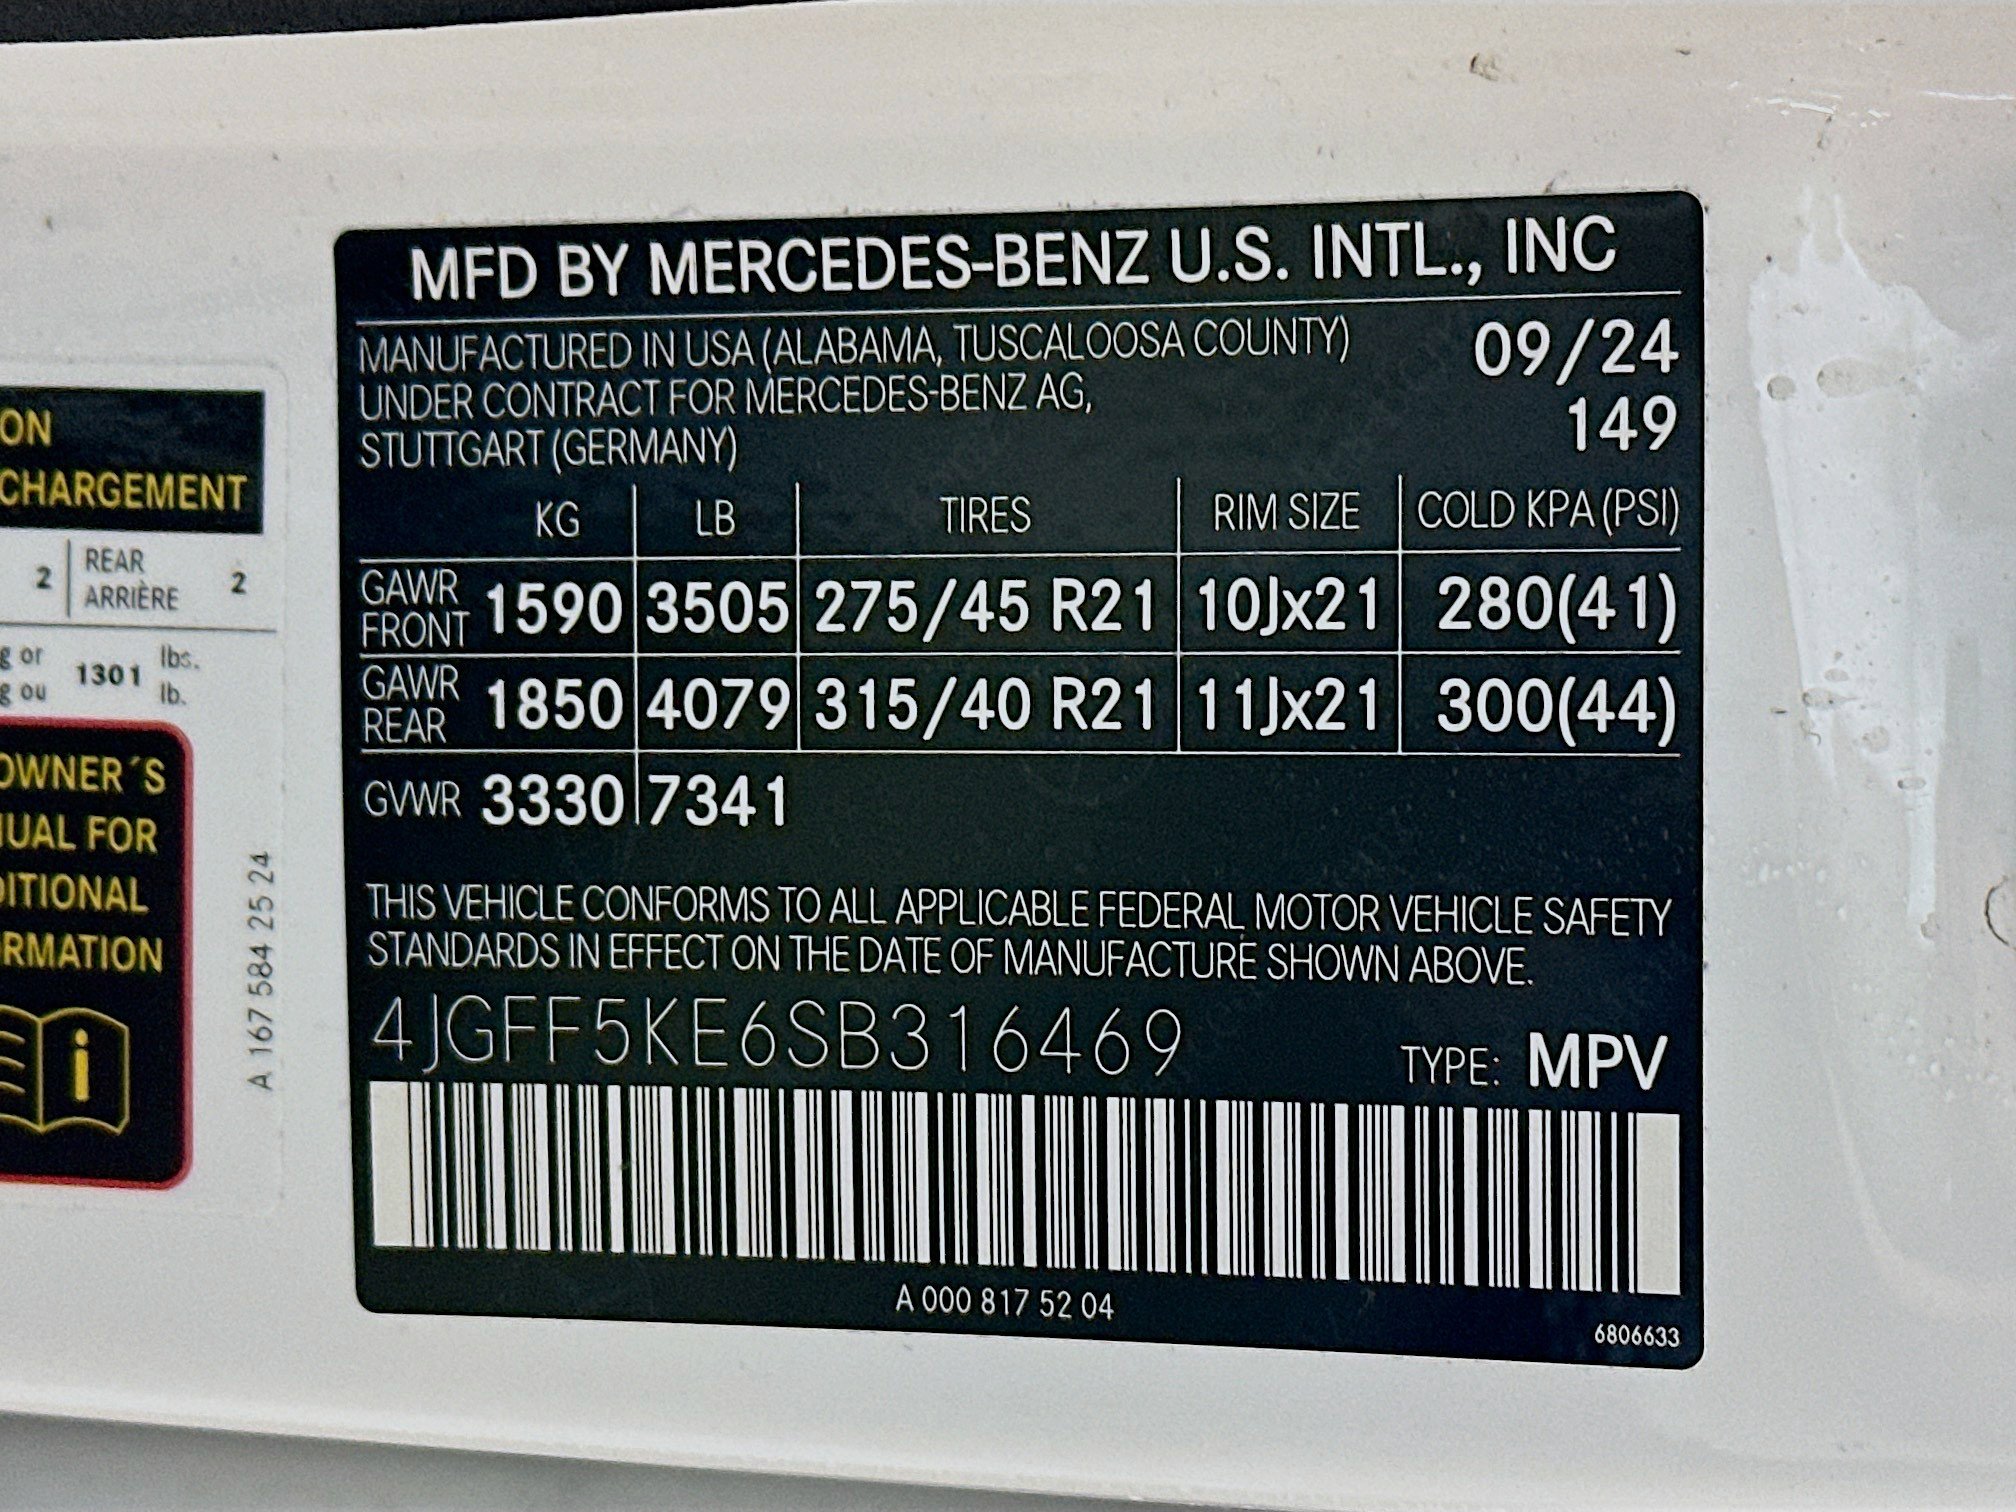 MFD BY MERCEDES-BENZ U.S. INTL., INC
MANUFACTURED IN USA (ALABAMA, TUSCALOOSA COUNTY) 09/24
UNDER CONTRACT FOR MERCEDES-BENZ AG,
STUTTGART (GERMANY) 149
KG LB TIRES RIM SIZE COLD KPA (PSI)
GAWR FRONT 1590 3505 275/45 R21 10Jx21 280(41)
GAWR REAR 1850 4079 315/40 R21 11Jx21 300(44)
GVWR 3330 7341
THIS VEHICLE CONFORMS TO ALL APPLICABLE FEDERAL MOTOR VEHICLE SAFETY
STANDARDS IN EFFECT ON THE DATE OF MANUFACTURE SHOWN ABOVE.
4JGFF5KE6SB316469
TYPE: MPV
A 000 817 52 04
6806633
ON
CHARGEMENT
2 REAR 2
ARRIÈRE
g or 1301 lbs.
g ou lb.
OWNER´S
UAL FOR
DITIONAL
ORMATION
i
A 167 584 25 24